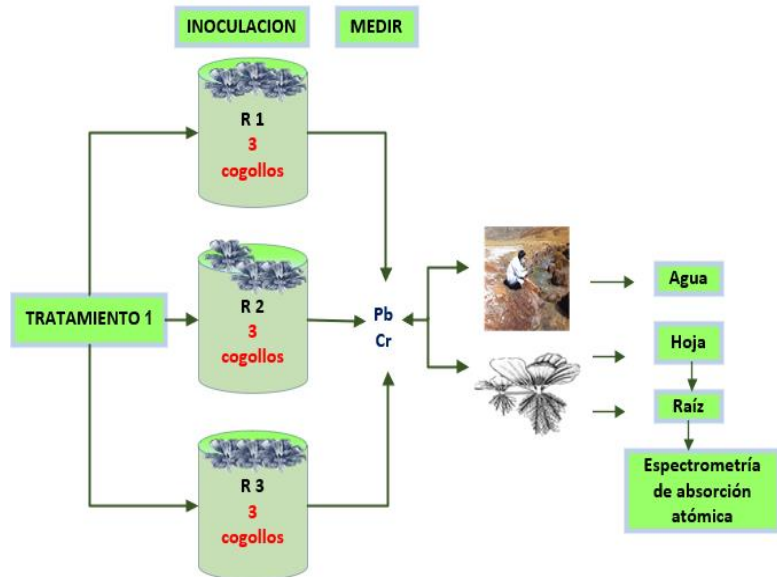 INOCULACION
MEDIR
R 1
3
cogollos
TRATAMIENTO 1
R 2
3
cogollos
R 3
3
cogollos
Pb
Cr
Agua
Hoja
Raíz
Espectrometría
de absorción
atómica